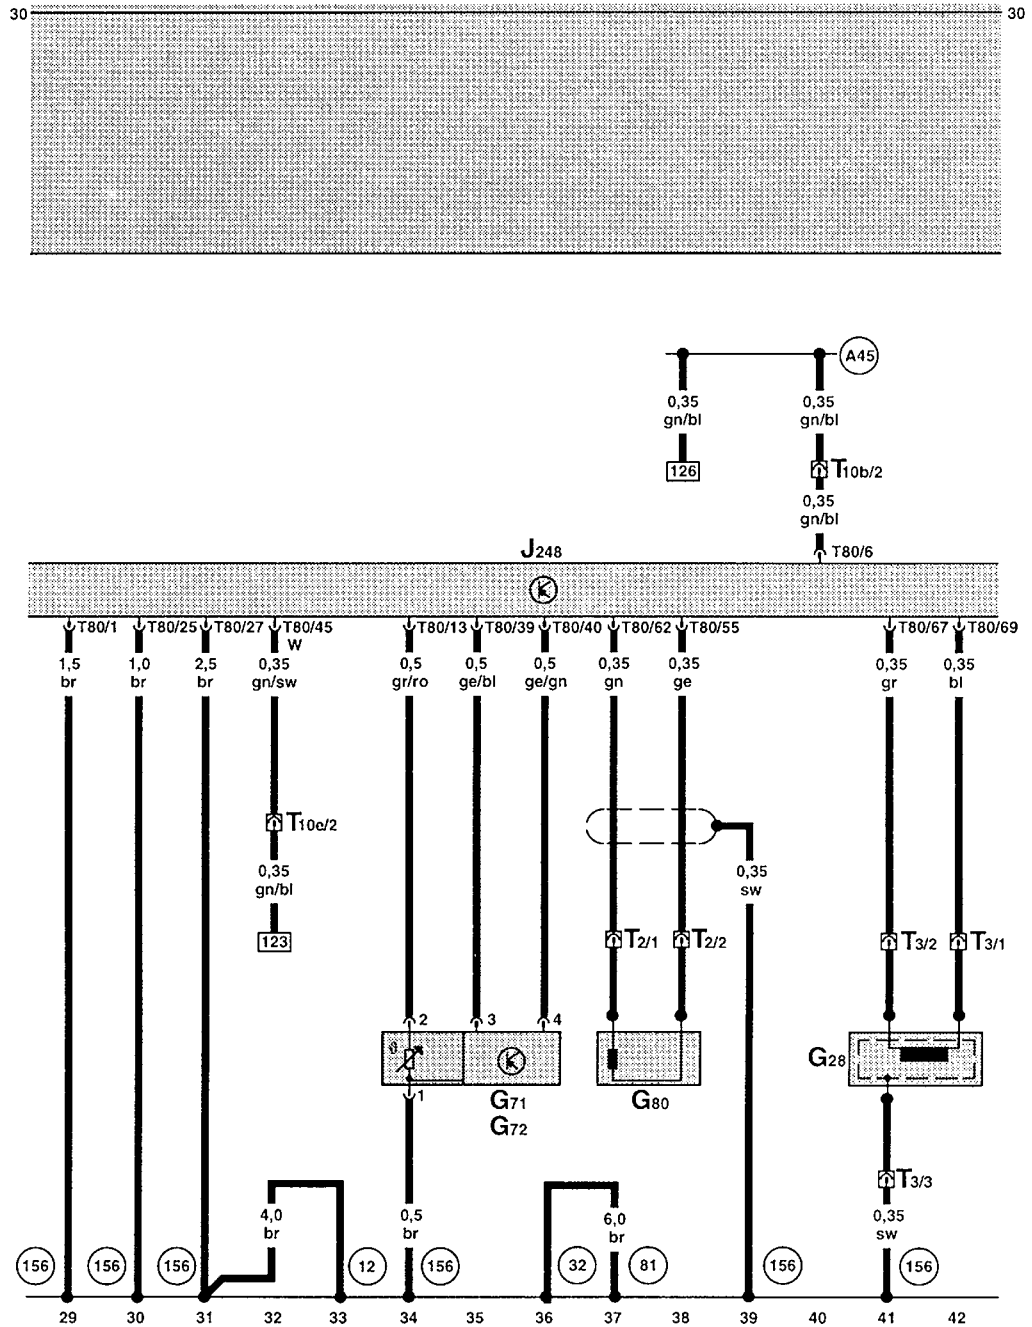 30 30
A45
0,35 0,35
gn/bl gn/bl
126 T10b/2
0,35
gn/bl
J248 T80/6
T80/1 T80/25 T80/27 T80/45 T80/13 T80/39 T80/40 T80/62 T80/55 T80/67 T80/69
W
1,5 1,0 2,5 0,35 0,5 0,5 0,5 0,35 0,35 0,35 0,35
br br br gn/sw gr/ro ge/bl ge/gn gn ge gr bl
T10e/2
0,35 0,35
gn/bl sw
123 T2/1 T2/2 T3/2 T3/1
2 3 4
θ G28
1 G71 G80
G72
T3/3
4,0 0,5 6,0 0,35
br br br sw
156 156 156 12 156 32 81 156 156
29 30 31 32 33 34 35 36 37 38 39 40 41 42